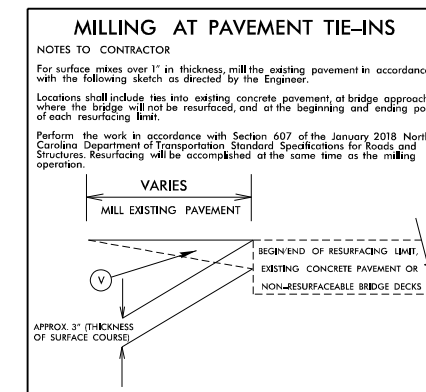 MILLING AT PAVEMENT TIE-INS
NOTES TO CONTRACTOR
For surface mixes over 1" in thickness, mill the existing pavement in accordanc
with the following sketch as directed by the Engineer.
Locations shall include ties into existing concrete pavement, at bridge approach
where the bridge will not be resurfaced, and at the beginning and ending po
of each resurfacing limit.
Perform the work in accordance with Section 607 of the January 2018 Nort
Carolina Department of Transportation Standard Specifications for Roads and
Structures. Resurfacing will be accomplished at the same time as the milling
operation.
VARIES
MILL EXISTING PAVEMENT
BEGIN/END OF RESURFACING LIMIT,
EXISTING CONCRETE PAVEMENT OR
NON-RESURFACEABLE BRIDGE DECKS
V
APPROX. 3" (THICKNESS
OF SURFACE COURSE)